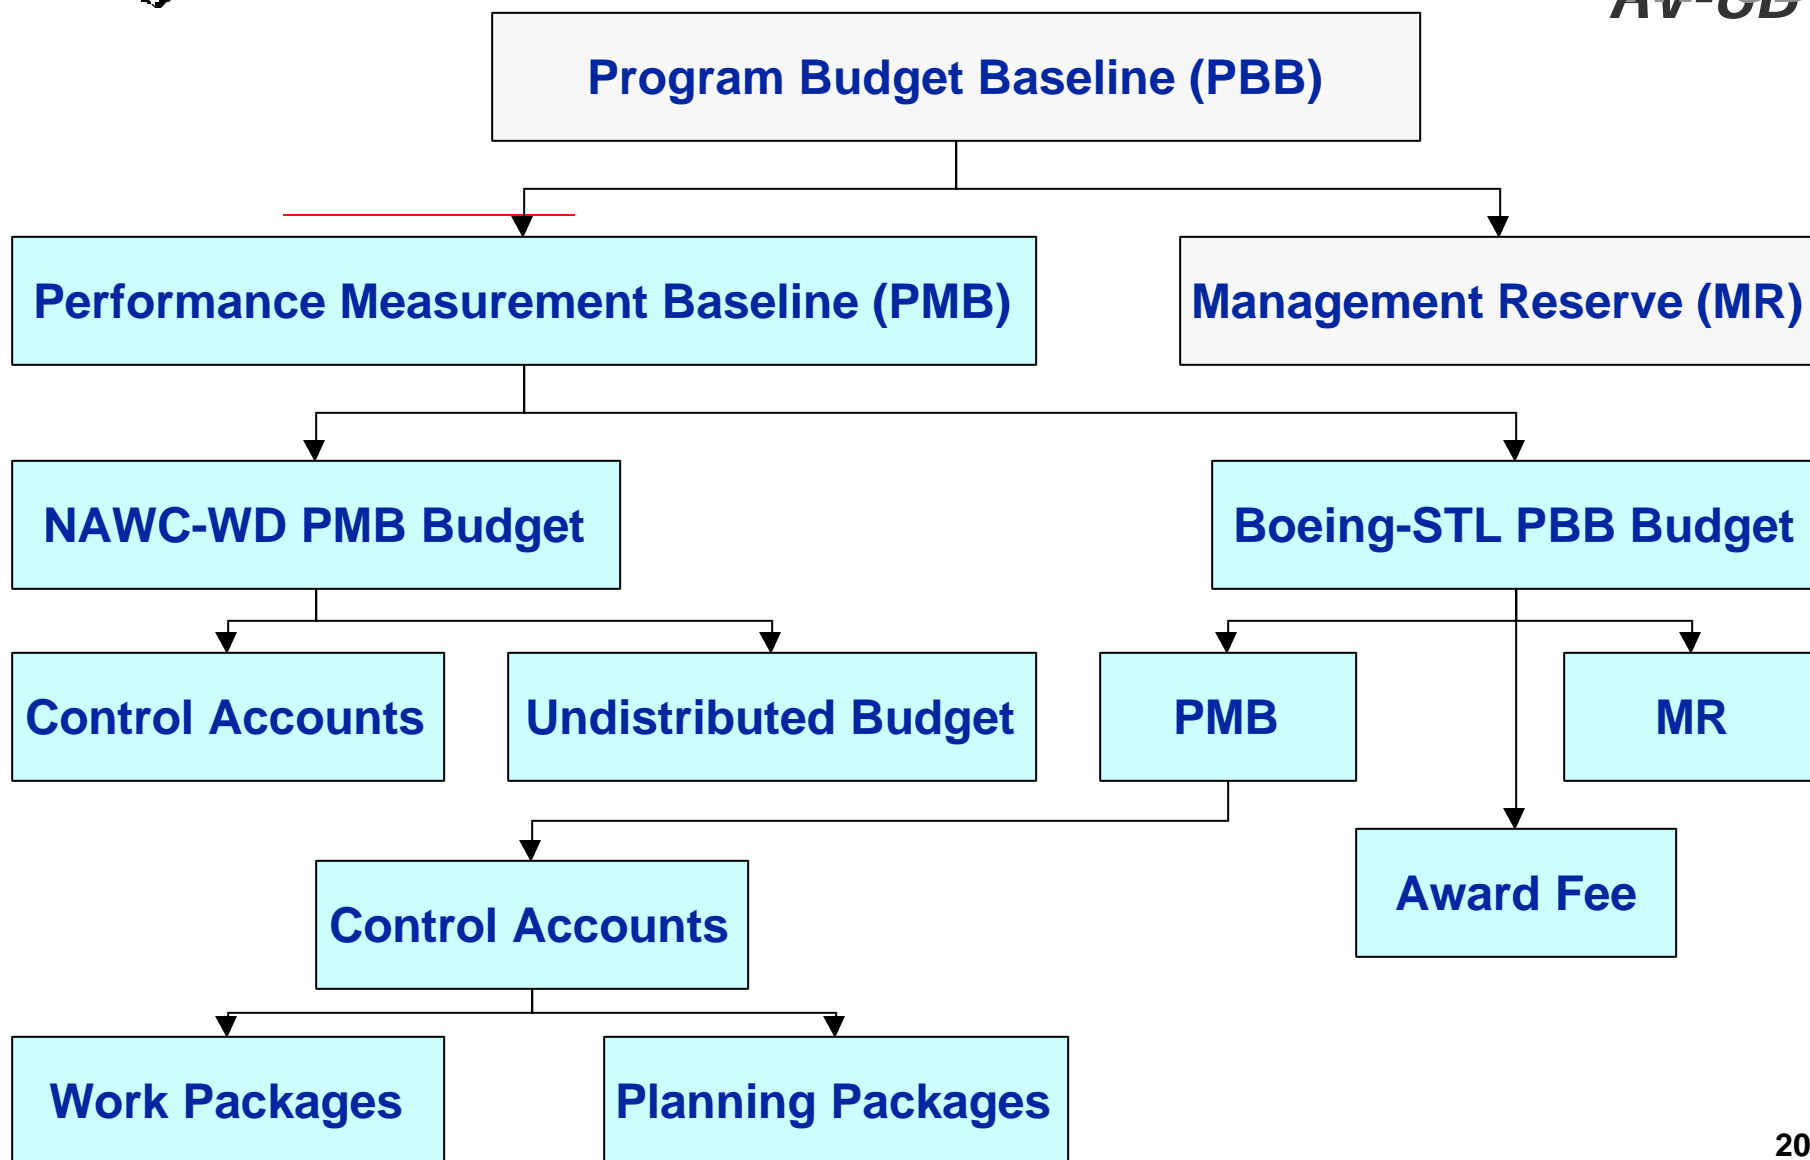 Program Budget Baseline (PBB)
Performance Measurement Baseline (PMB)
Management Reserve (MR)
NAWC-WD PMB Budget
Boeing-STL PBB Budget
Control Accounts
Undistributed Budget
PMB
MR
Award Fee
Control Accounts
Work Packages
Planning Packages
20